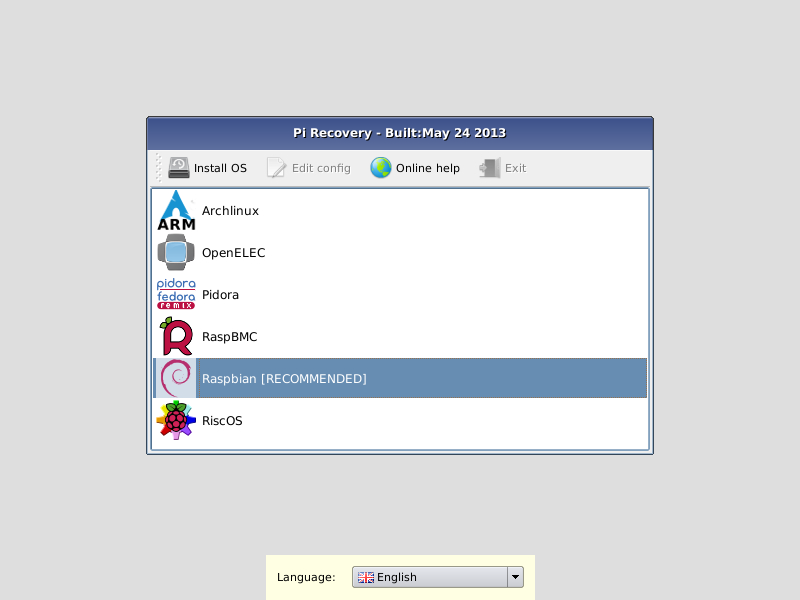 Pi Recovery - Built:May 24 2013
Install OS Edit config Online help Exit
ARM Archlinux
OpenELEC
pidora
fedora
remix
Pidora
RaspBMC
Raspbian [RECOMMENDED]
RiscOS
Language: English